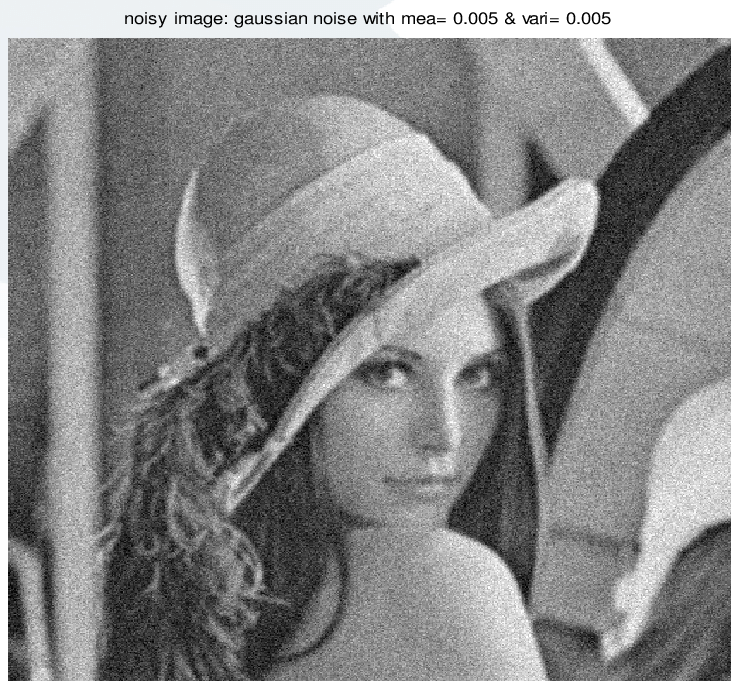 noisy image: gaussian noise with mea= 0.005 & vari= 0.005